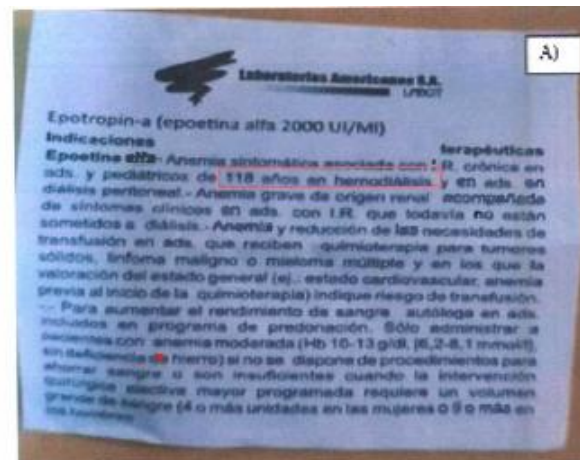 A)
Laboratorios Americanos S.A.
Epotropin-a (epoetina alfa 2000 UI/Ml)
Indicaciones terapéuticas
Epoetina alfa- Anemia sintomática asociada con I.R. crónica en
ads. y pediátricos de 118 años en hemodiálisis y en ads. en
diálisis peritoneal.- Anemia grave de origen renal acompañada
de síntomas clínicos en ads. con I.R. que todavía no están
sometidos a diálisis.- Anemia y reducción de las necesidades de
transfusión en ads. que reciben quimioterapia para tumores
sólidos, linfoma maligno o mieloma múltiple y en los que la
valoración del estado general (ej.: estado cardiovascular, anemia
previa al inicio de la quimioterapia) indique riesgo de transfusión.
.- Para aumentar el rendimiento de sangre autóloga en ads.
incluidos en programa de predonación. Sólo administrar a
pacientes con anemia moderada (Hb 10-13 g/dl, [6,2-8,1 mmol/l],
sin deficiencia de hierro) si no se dispone de procedimientos para
ahorrar sangre o son insuficientes cuando la intervención
quirúrgica electiva mayor programada requiere un volumen
grande de sangre (4 o más unidades en las mujeres o 5 o más en
los hombres